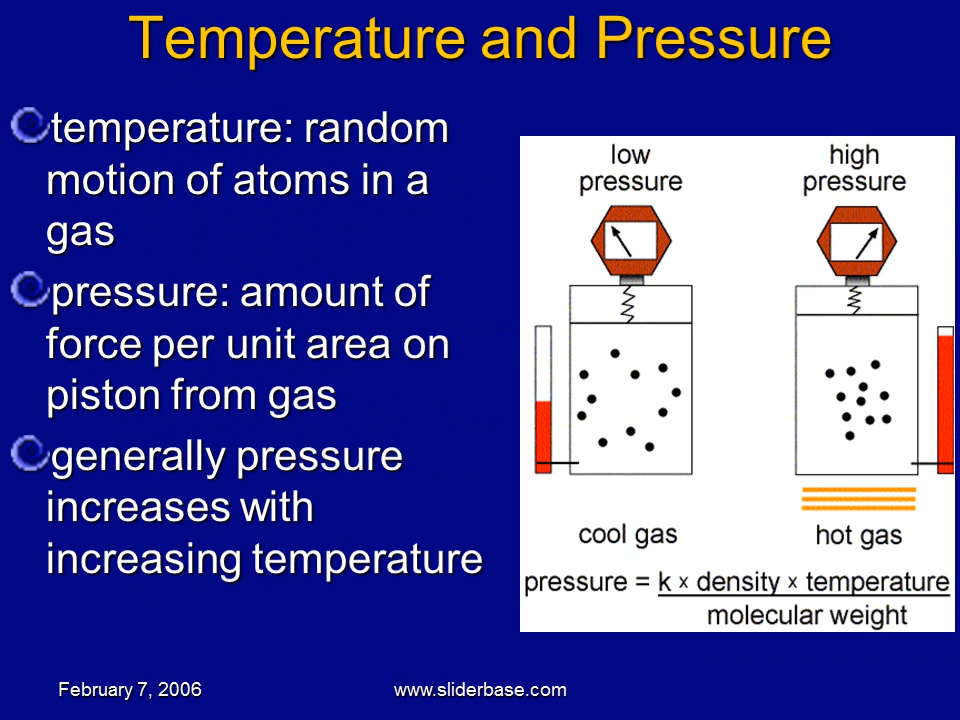 Temperature and Pressure
temperature: random
motion of atoms in a
gas
pressure: amount of
force per unit area on
piston from gas
generally pressure
increases with
increasing temperature
low
pressure
high
pressure
cool gas
hot gas
pressure = k x density x temperature
molecular weight
February 7, 2006
www.sliderbase.com